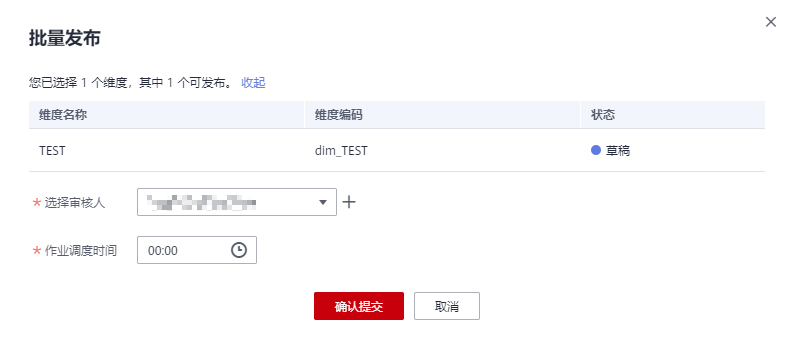 批量发布
您已选择 1 个维度，其中 1 个可发布。 收起
维度名称 维度编码 状态
TEST dim_TEST 草稿
* 选择审核人
* 作业调度时间 00:00
确认提交 取消